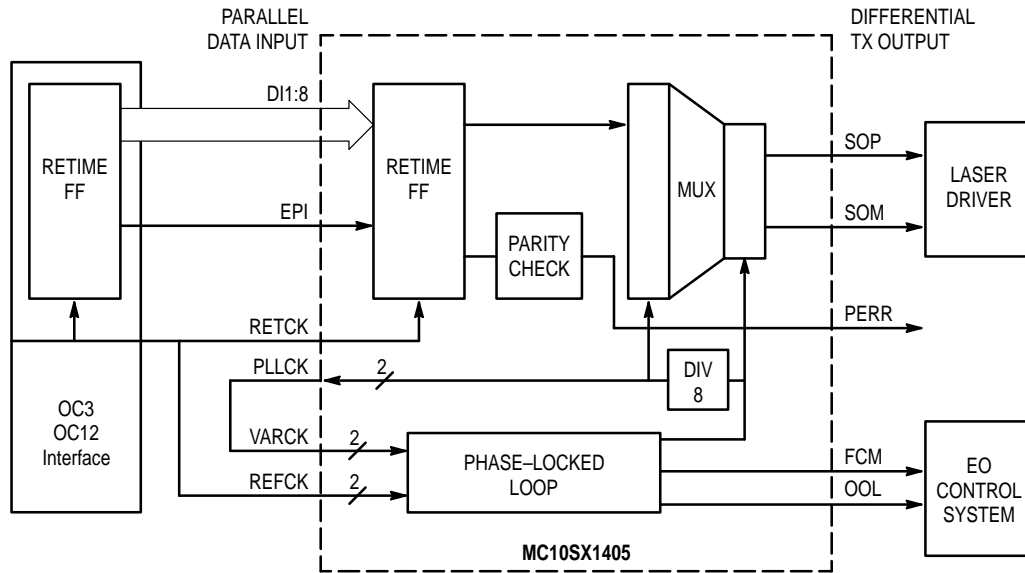 PARALLEL
DATA INPUT
DIFFERENTIAL
TX OUTPUT
DI1:8
RETIME
FF
RETIME
FF
MUX
SOP
LASER
DRIVER
SOM
EPI
PARITY
CHECK
RETCK
PERR
PLLCK
2
DIV
8
OC3
OC12
Interface
VARCK
2
PHASE–LOCKED
LOOP
REFCK
2
FCM
OOL
EO
CONTROL
SYSTEM
MC10SX1405